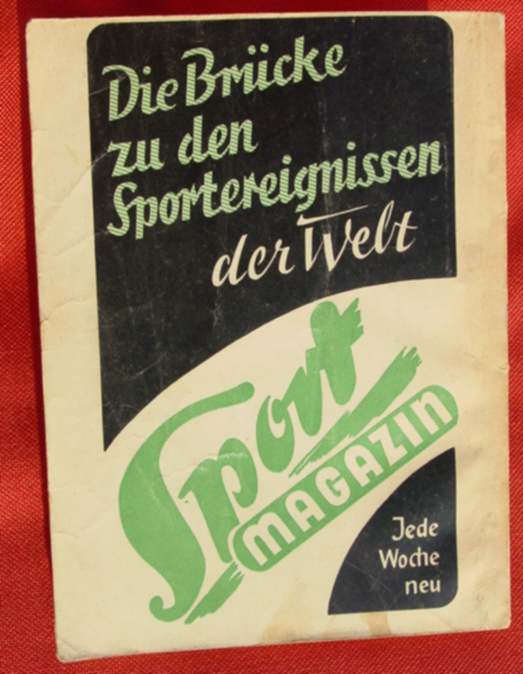 Die Brücke
zu den
Sportereignissen
der Welt
Sport
MAGAZIN
Jede
Woche
neu